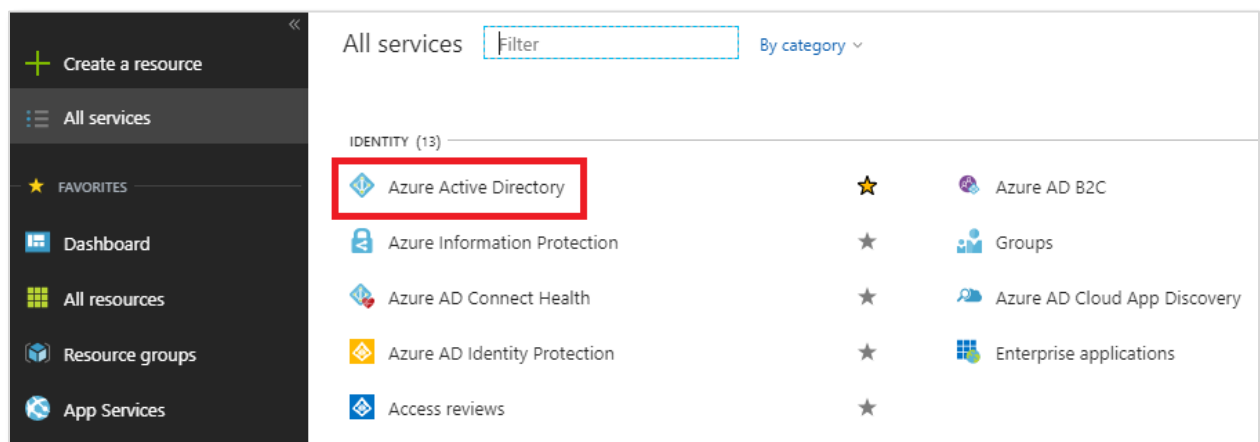 Create a resource
All services
FAVORITES
Dashboard
All resources
Resource groups
App Services
All services Filter By category
IDENTITY (13)
Azure Active Directory
Azure AD B2C
Azure Information Protection
Groups
Azure AD Connect Health
Azure AD Cloud App Discovery
Azure AD Identity Protection
Enterprise applications
Access reviews